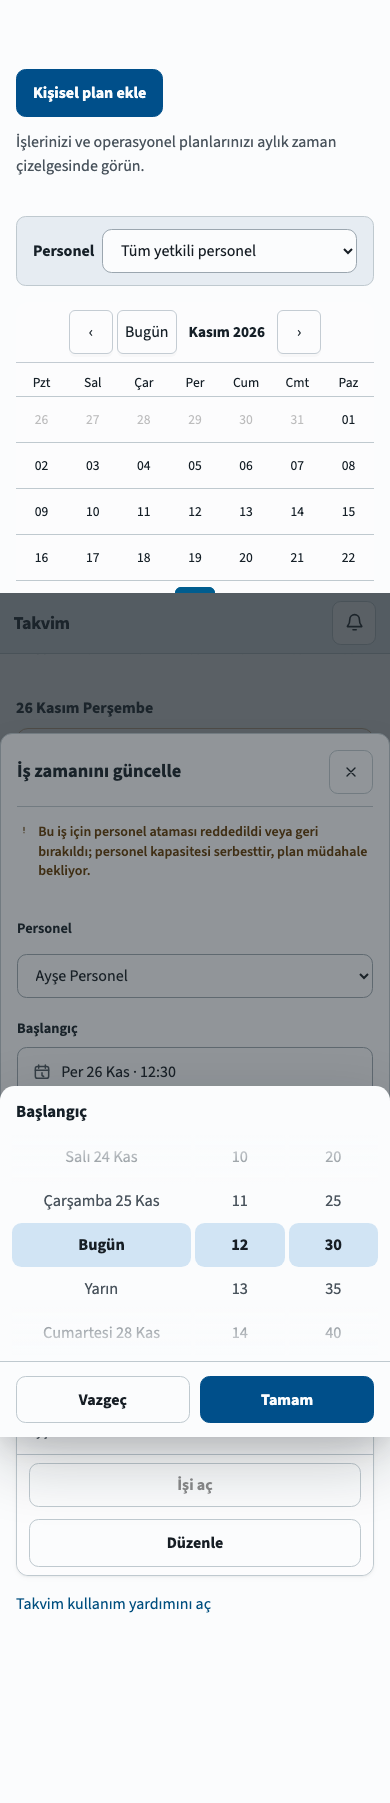 Kişisel plan ekle
İşlerinizi ve operasyonel planlarınızı aylık zaman
çizelgesinde görün.
Personel Tüm yetkili personel
‹ Bugün Kasım 2026 ›
Pzt Sal Çar Per Cum Cmt Paz
26 27 28 29 30 31 01
02 03 04 05 06 07 08
09 10 11 12 13 14 15
16 17 18 19 20 21 22
Takvim
26 Kasım Perşembe
İş zamanını güncelle
! Bu iş için personel ataması reddedildi veya geri
bırakıldı; personel kapasitesi serbesttir, plan müdahale
bekliyor.
Personel
Ayşe Personel
Başlangıç
Per 26 Kas · 12:30
Başlangıç
Salı 24 Kas 10 20
Çarşamba 25 Kas 11 25
Bugün 12 30
Yarın 13 35
Cumartesi 28 Kas 14 40
Vazgeç Tamam
İşi aç
Düzenle
Takvim kullanım yardımını aç